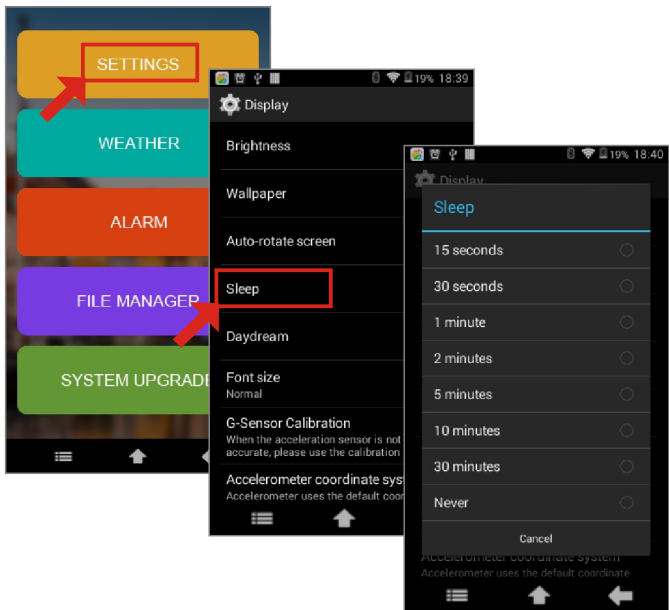 SETTINGS
WEATHER
ALARM
FILE MANAGER
SYSTEM UPGRADE
19% 18:39
Display
Brightness
Wallpaper
Auto-rotate screen
Sleep
Daydream
Font size
Normal
G-Sensor Calibration
When the acceleration sensor is not
accurate, please use the calibration
Accelerometer coordinate sys
Accelerometer uses the default coor
19% 18:40
Display
Sleep
15 seconds
30 seconds
1 minute
2 minutes
5 minutes
10 minutes
30 minutes
Never
Cancel
Accelerometer coordinate system
Accelerometer uses the default coordinate